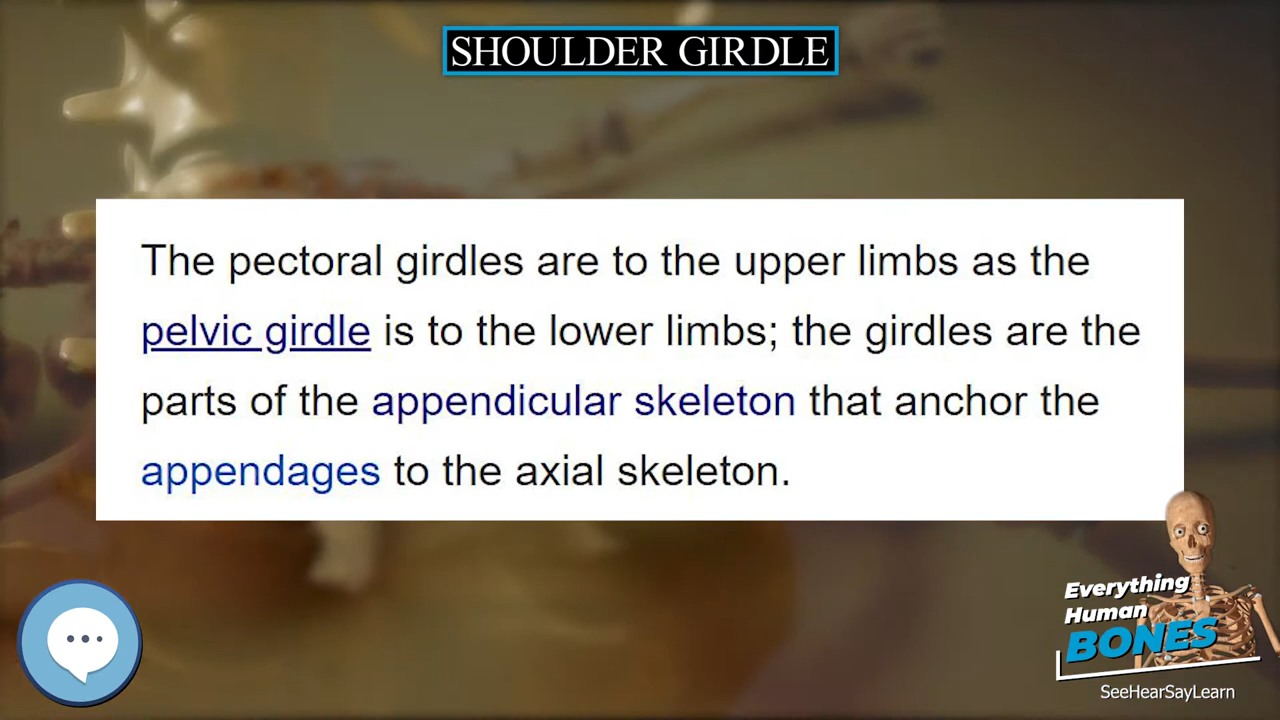 SHOULDER GIRDLE
The pectoral girdles are to the upper limbs as the
pelvic girdle is to the lower limbs; the girdles are the
parts of the appendicular skeleton that anchor the
appendages to the axial skeleton.
Everything
Human
BONES
SeeHearSayLearn